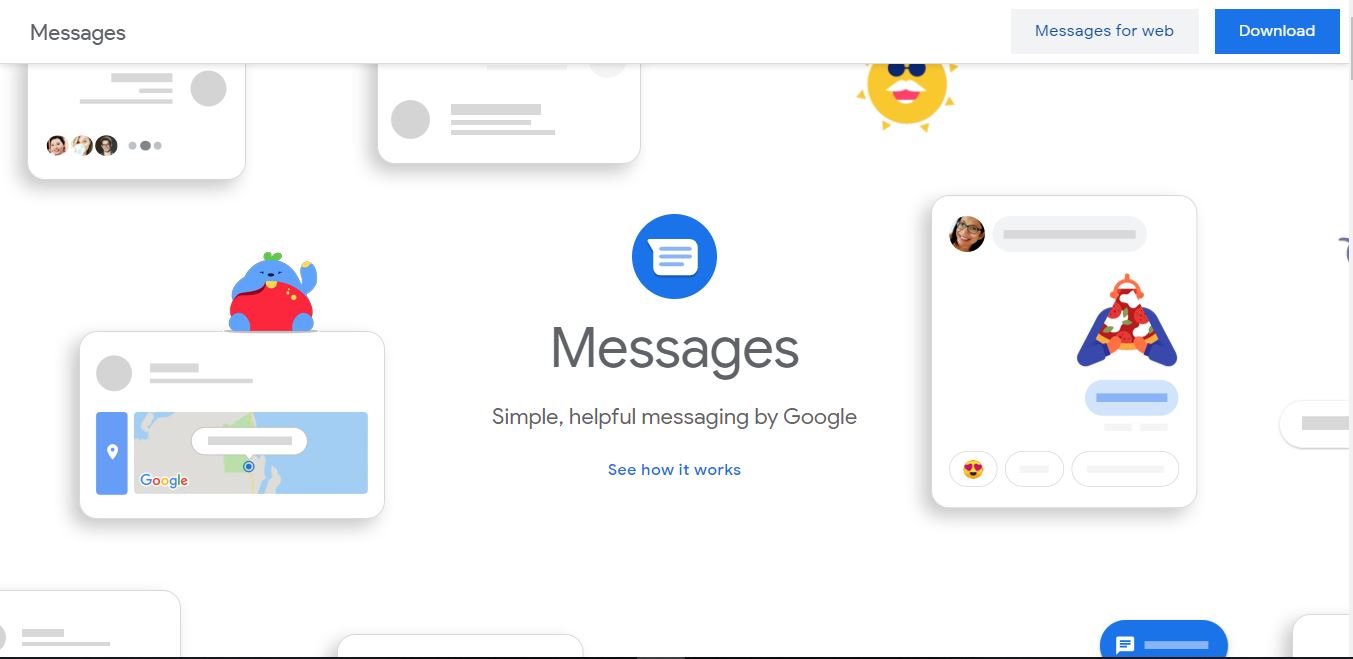 Messages
Messages for web
Download
Messages
Simple, helpful messaging by Google
See how it works
Google